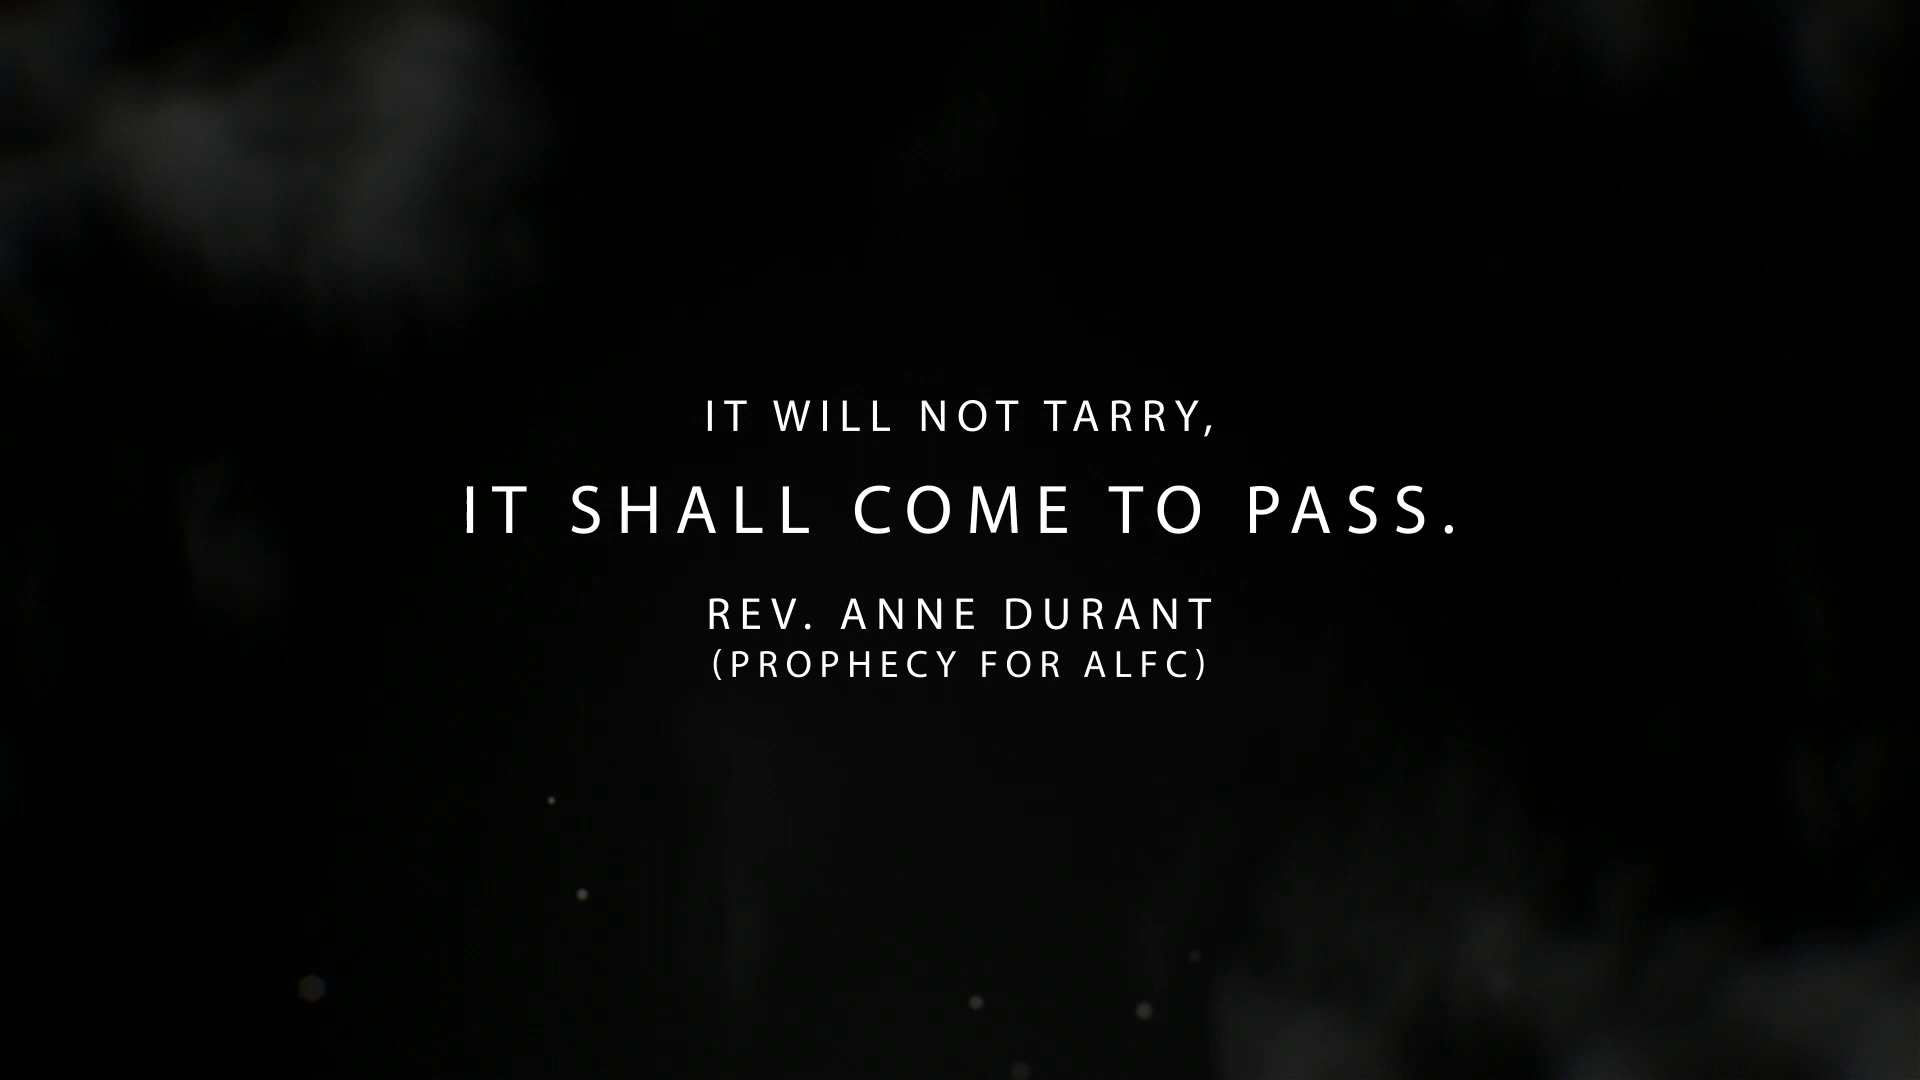 IT WILL NOT TARRY,
IT SHALL COME TO PASS.
REV. ANNE DURANT
(PROPHECY FOR ALFC)